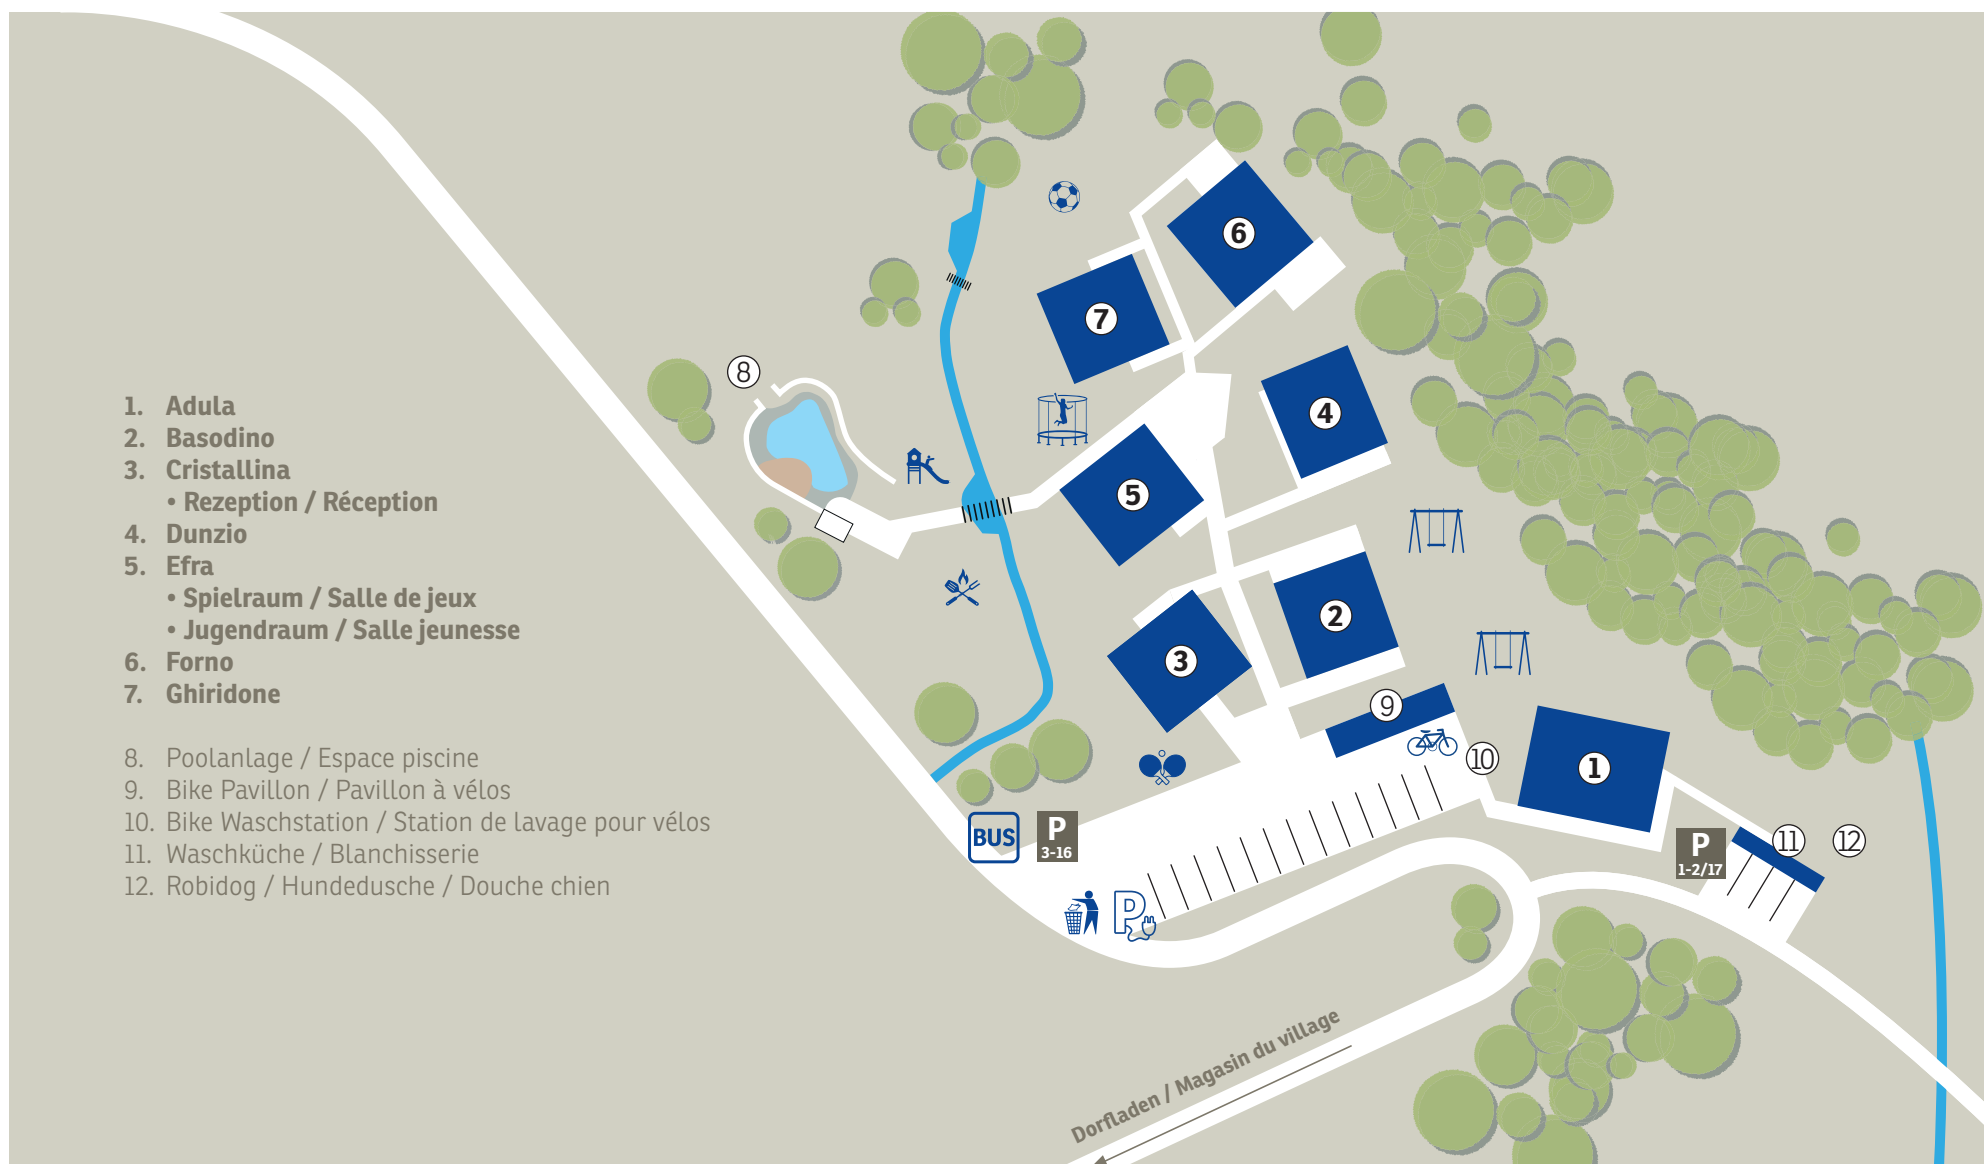 1. Adula
2. Basodino
3. Cristallina
• Rezeption / Réception
4. Dunzio
5. Efra
• Spielraum / Salle de jeux
• Jugendraum / Salle jeunesse
6. Forno
7. Ghiridone
8. Poolanlage / Espace piscine
9. Bike Pavillon / Pavillon à vélos
10. Bike Waschstation / Station de lavage pour vélos
11. Waschküche / Blanchisserie
12. Robidog / Hundedusche / Douche chien
6
7
8
4
5
2
3
9
10
1
BUS
P
3-16
P
1-2/17
11
12
P
Dorfladen / Magasin du village